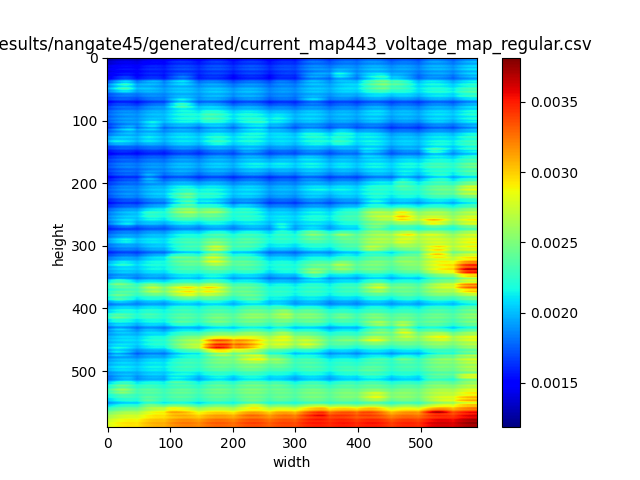 esults/nangate45/generated/current_map443_voltage_map_regular.csv
0
100
200
300
400
500
height
0 100 200 300 400 500
width
0.0035
0.0030
0.0025
0.0020
0.0015